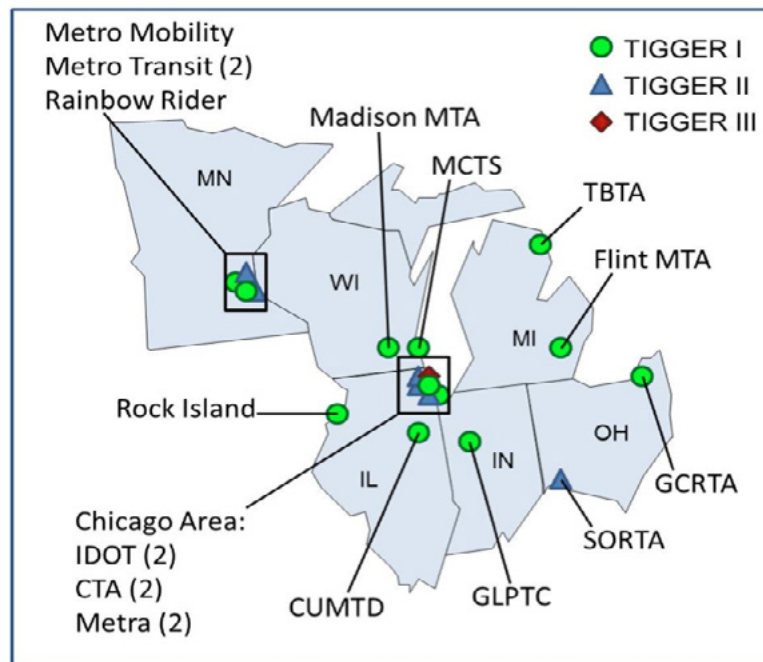 Metro Mobility
Metro Transit (2)
Rainbow Rider
TIGGER I
TIGGER II
TIGGER III
Madison MTA
MCTS
TBTA
Flint MTA
MN
WI
MI
Rock Island
OH
IN
IL
GCRTA
SORTA
Chicago Area:
IDOT (2)
CTA (2)
Metra (2)
CUMTD
GLPTC